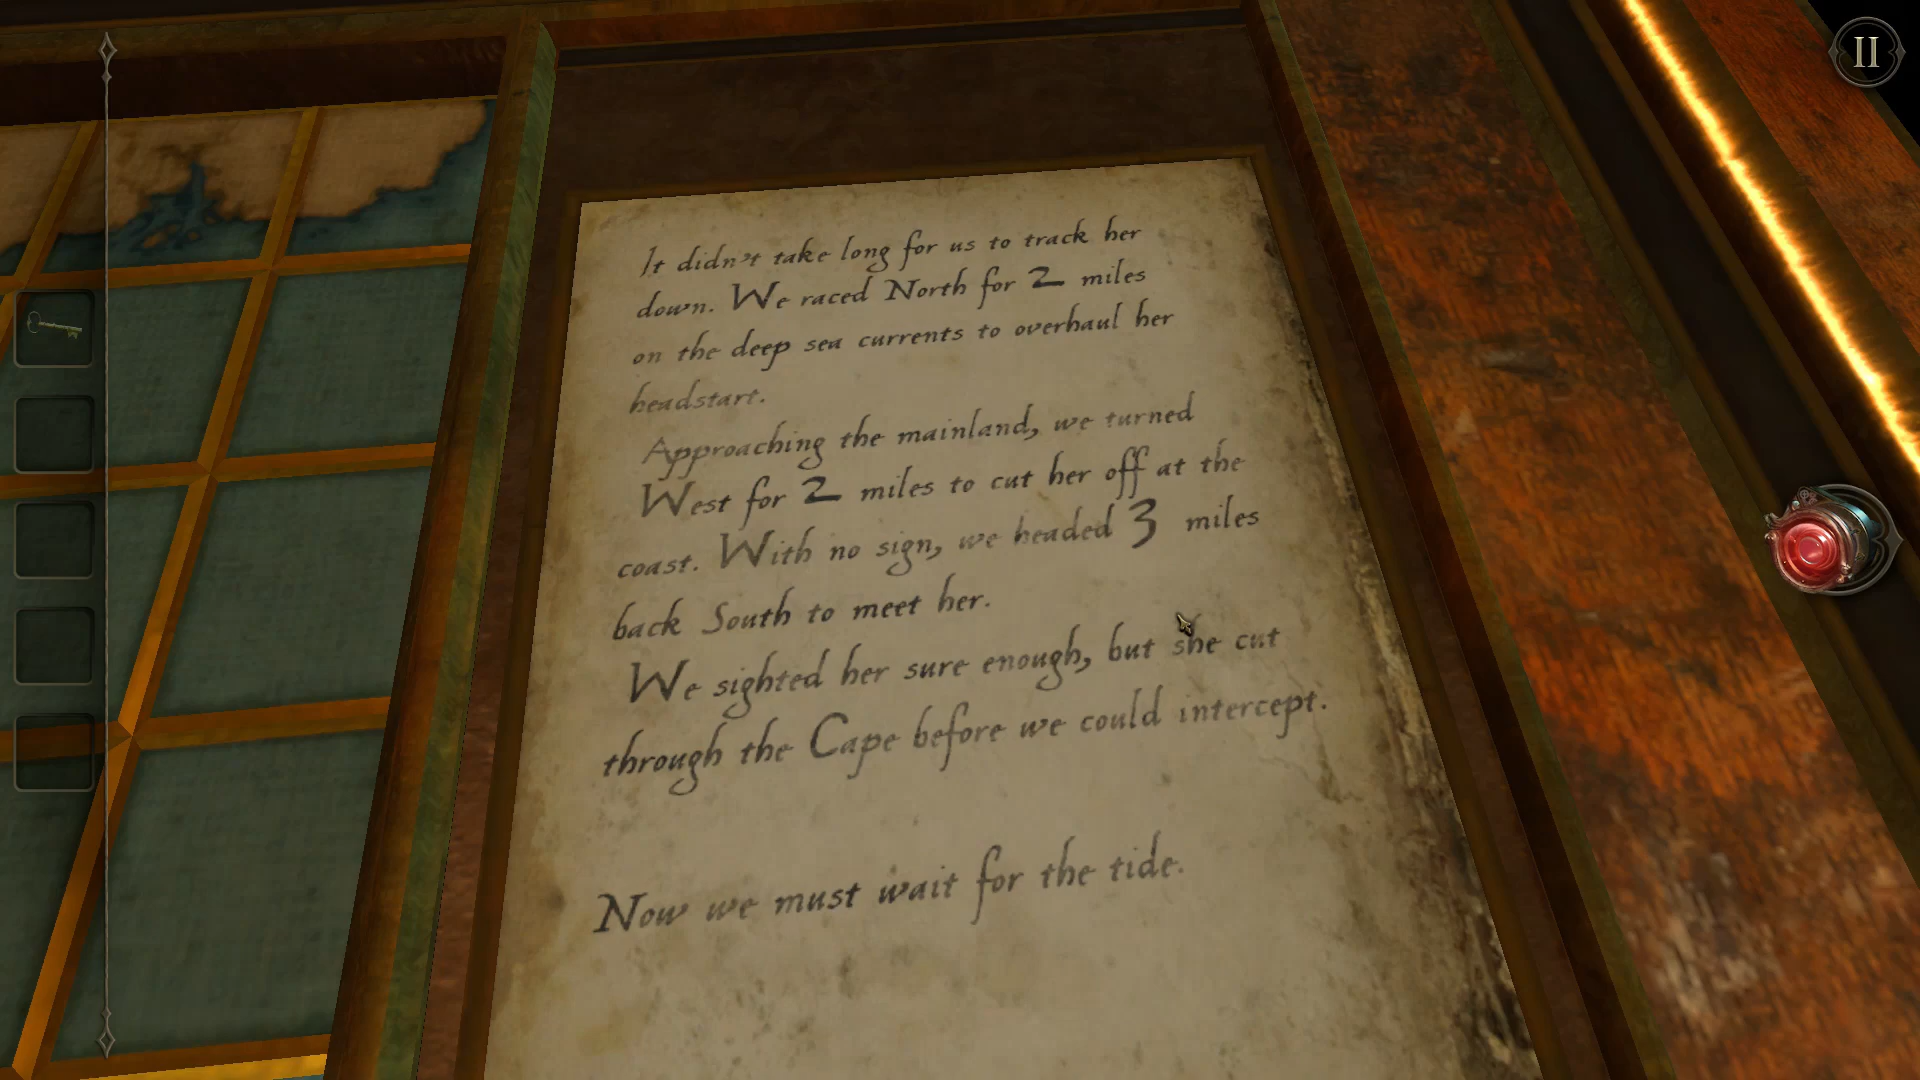 It didn't take long for us to track her
down. We raced North for 2 miles
on the deep sea currents to overhaul her
headstart.
Approaching the mainland, we turned
West for 2 miles to cut her off at the
coast. With no sign, we headed 3 miles
back South to meet her.
We sighted her sure enough, but she cut
through the Cape before we could intercept.
Now we must wait for the tide.